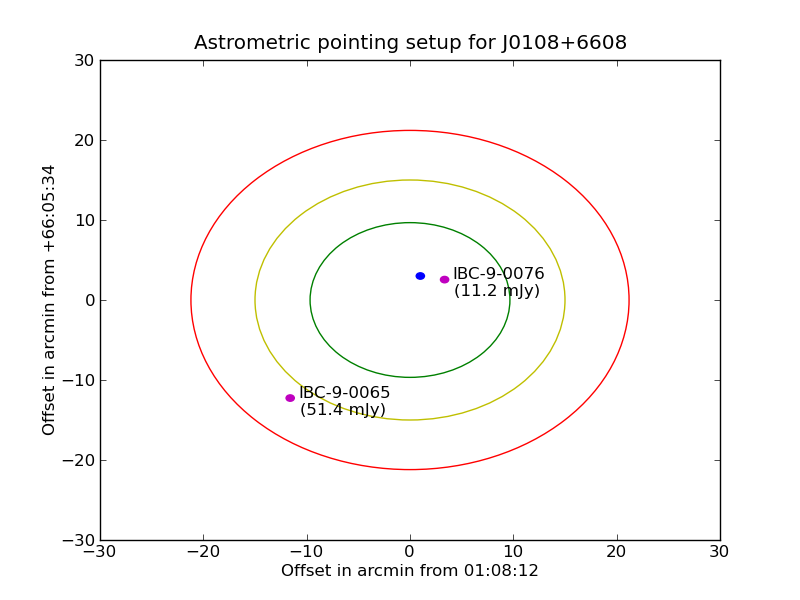 Astrometric pointing setup for J0108+6608
30
20
10
0
−10
−20
−30
Offset in arcmin from +66:05:34
IBC-9-0076
(11.2 mJy)
IBC-9-0065
(51.4 mJy)
−30
−20
−10
0
10
20
30
Offset in arcmin from 01:08:12